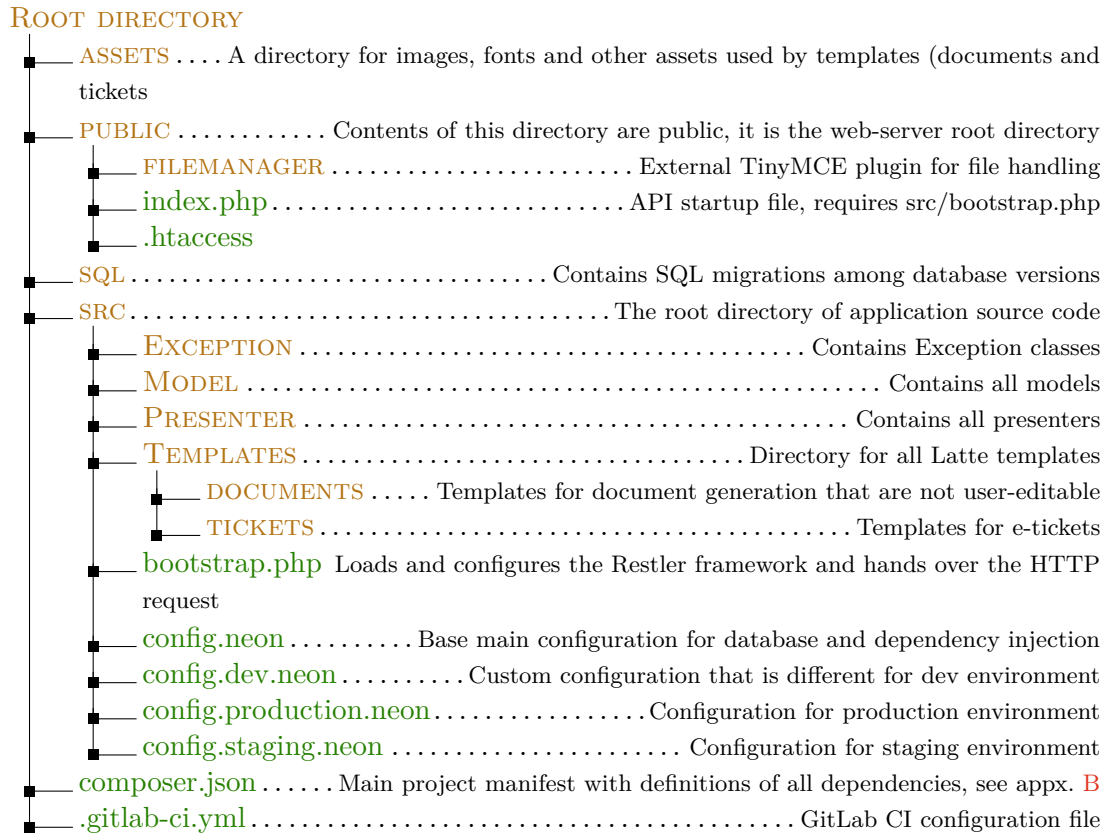 Root directory
assets .... A directory for images, fonts and other assets used by templates (documents and
tickets
public ............ Contents of this directory are public, it is the web-server root directory
filemanager ........................ External TinyMCE plugin for file handling
index.php ............................ API startup file, requires src/bootstrap.php
.htaccess
sql ................................. Contains SQL migrations among database versions
src ...................................... The root directory of application source code
Exception ........................................ Contains Exception classes
Model .................................................. Contains all models
Presenter ........................................... Contains all presenters
Templates ................................... Directory for all Latte templates
documents ..... Templates for document generation that are not user-editable
tickets .......................................... Templates for e-tickets
bootstrap.php Loads and configures the Restler framework and hands over the HTTP
request
config.neon .......... Base main configuration for database and dependency injection
config.dev.neon .......... Custom configuration that is different for dev environment
config.production.neon ................. Configuration for production environment
config.staging.neon ....................... Configuration for staging environment
composer.json ...... Main project manifest with definitions of all dependencies, see appx. B
.gitlab-ci.yml ........................................... GitLab CI configuration file